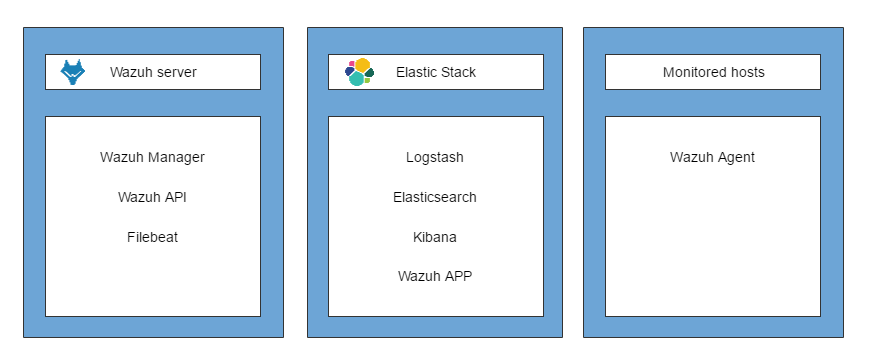 Wazuh server
Wazuh Manager
Wazuh API
Filebeat
Elastic Stack
Logstash
Elasticsearch
Kibana
Wazuh APP
Monitored hosts
Wazuh Agent